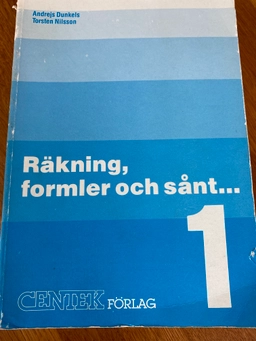 Andrejs Dunkels
Torsten Nilsson
Räkning,
formler och sånt...
1
CENTEK FÖRLAG